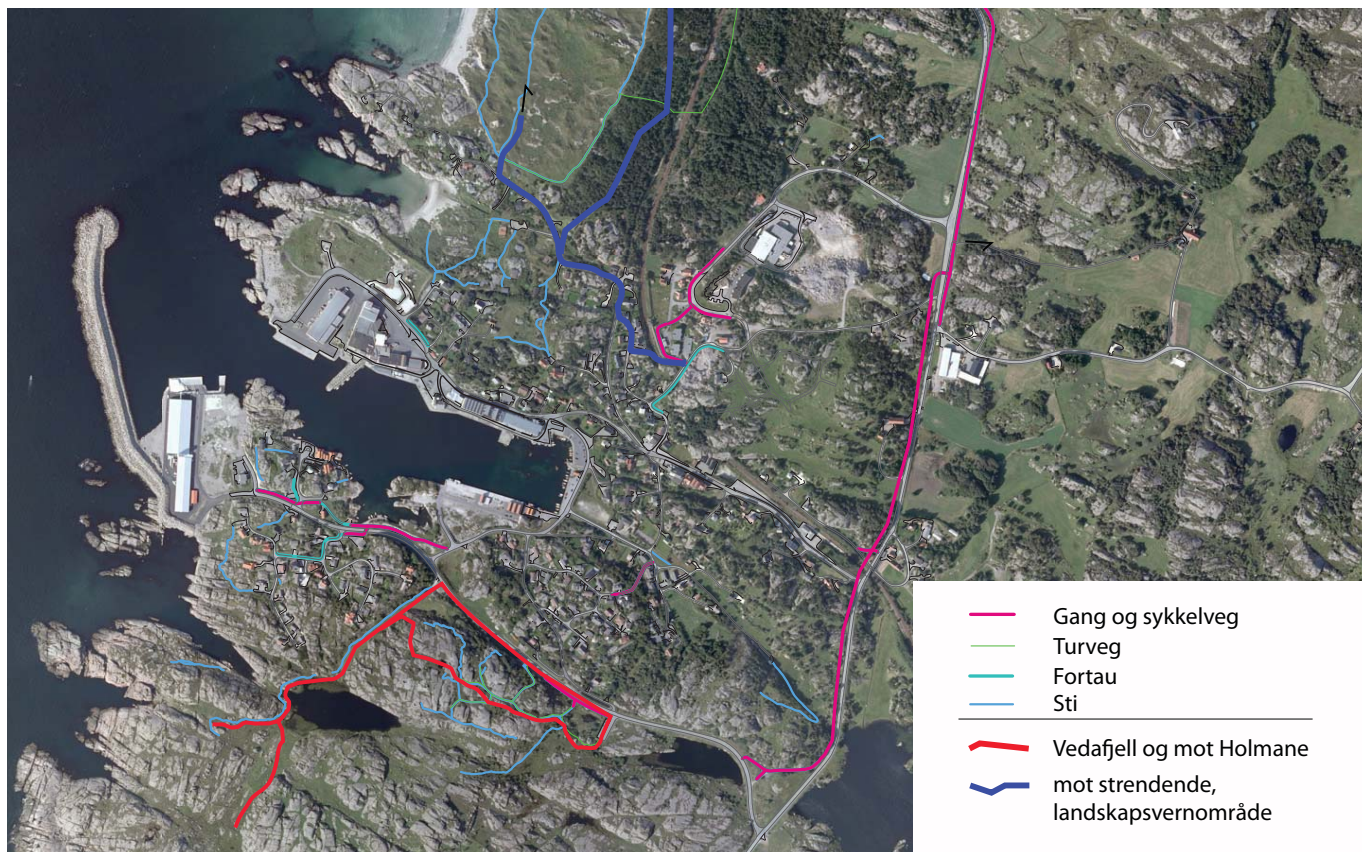 Gang og sykkelveg
Turveg
Fortau
Sti
Vedafjell og mot Holmane
mot strendende,
landskapsvernområde